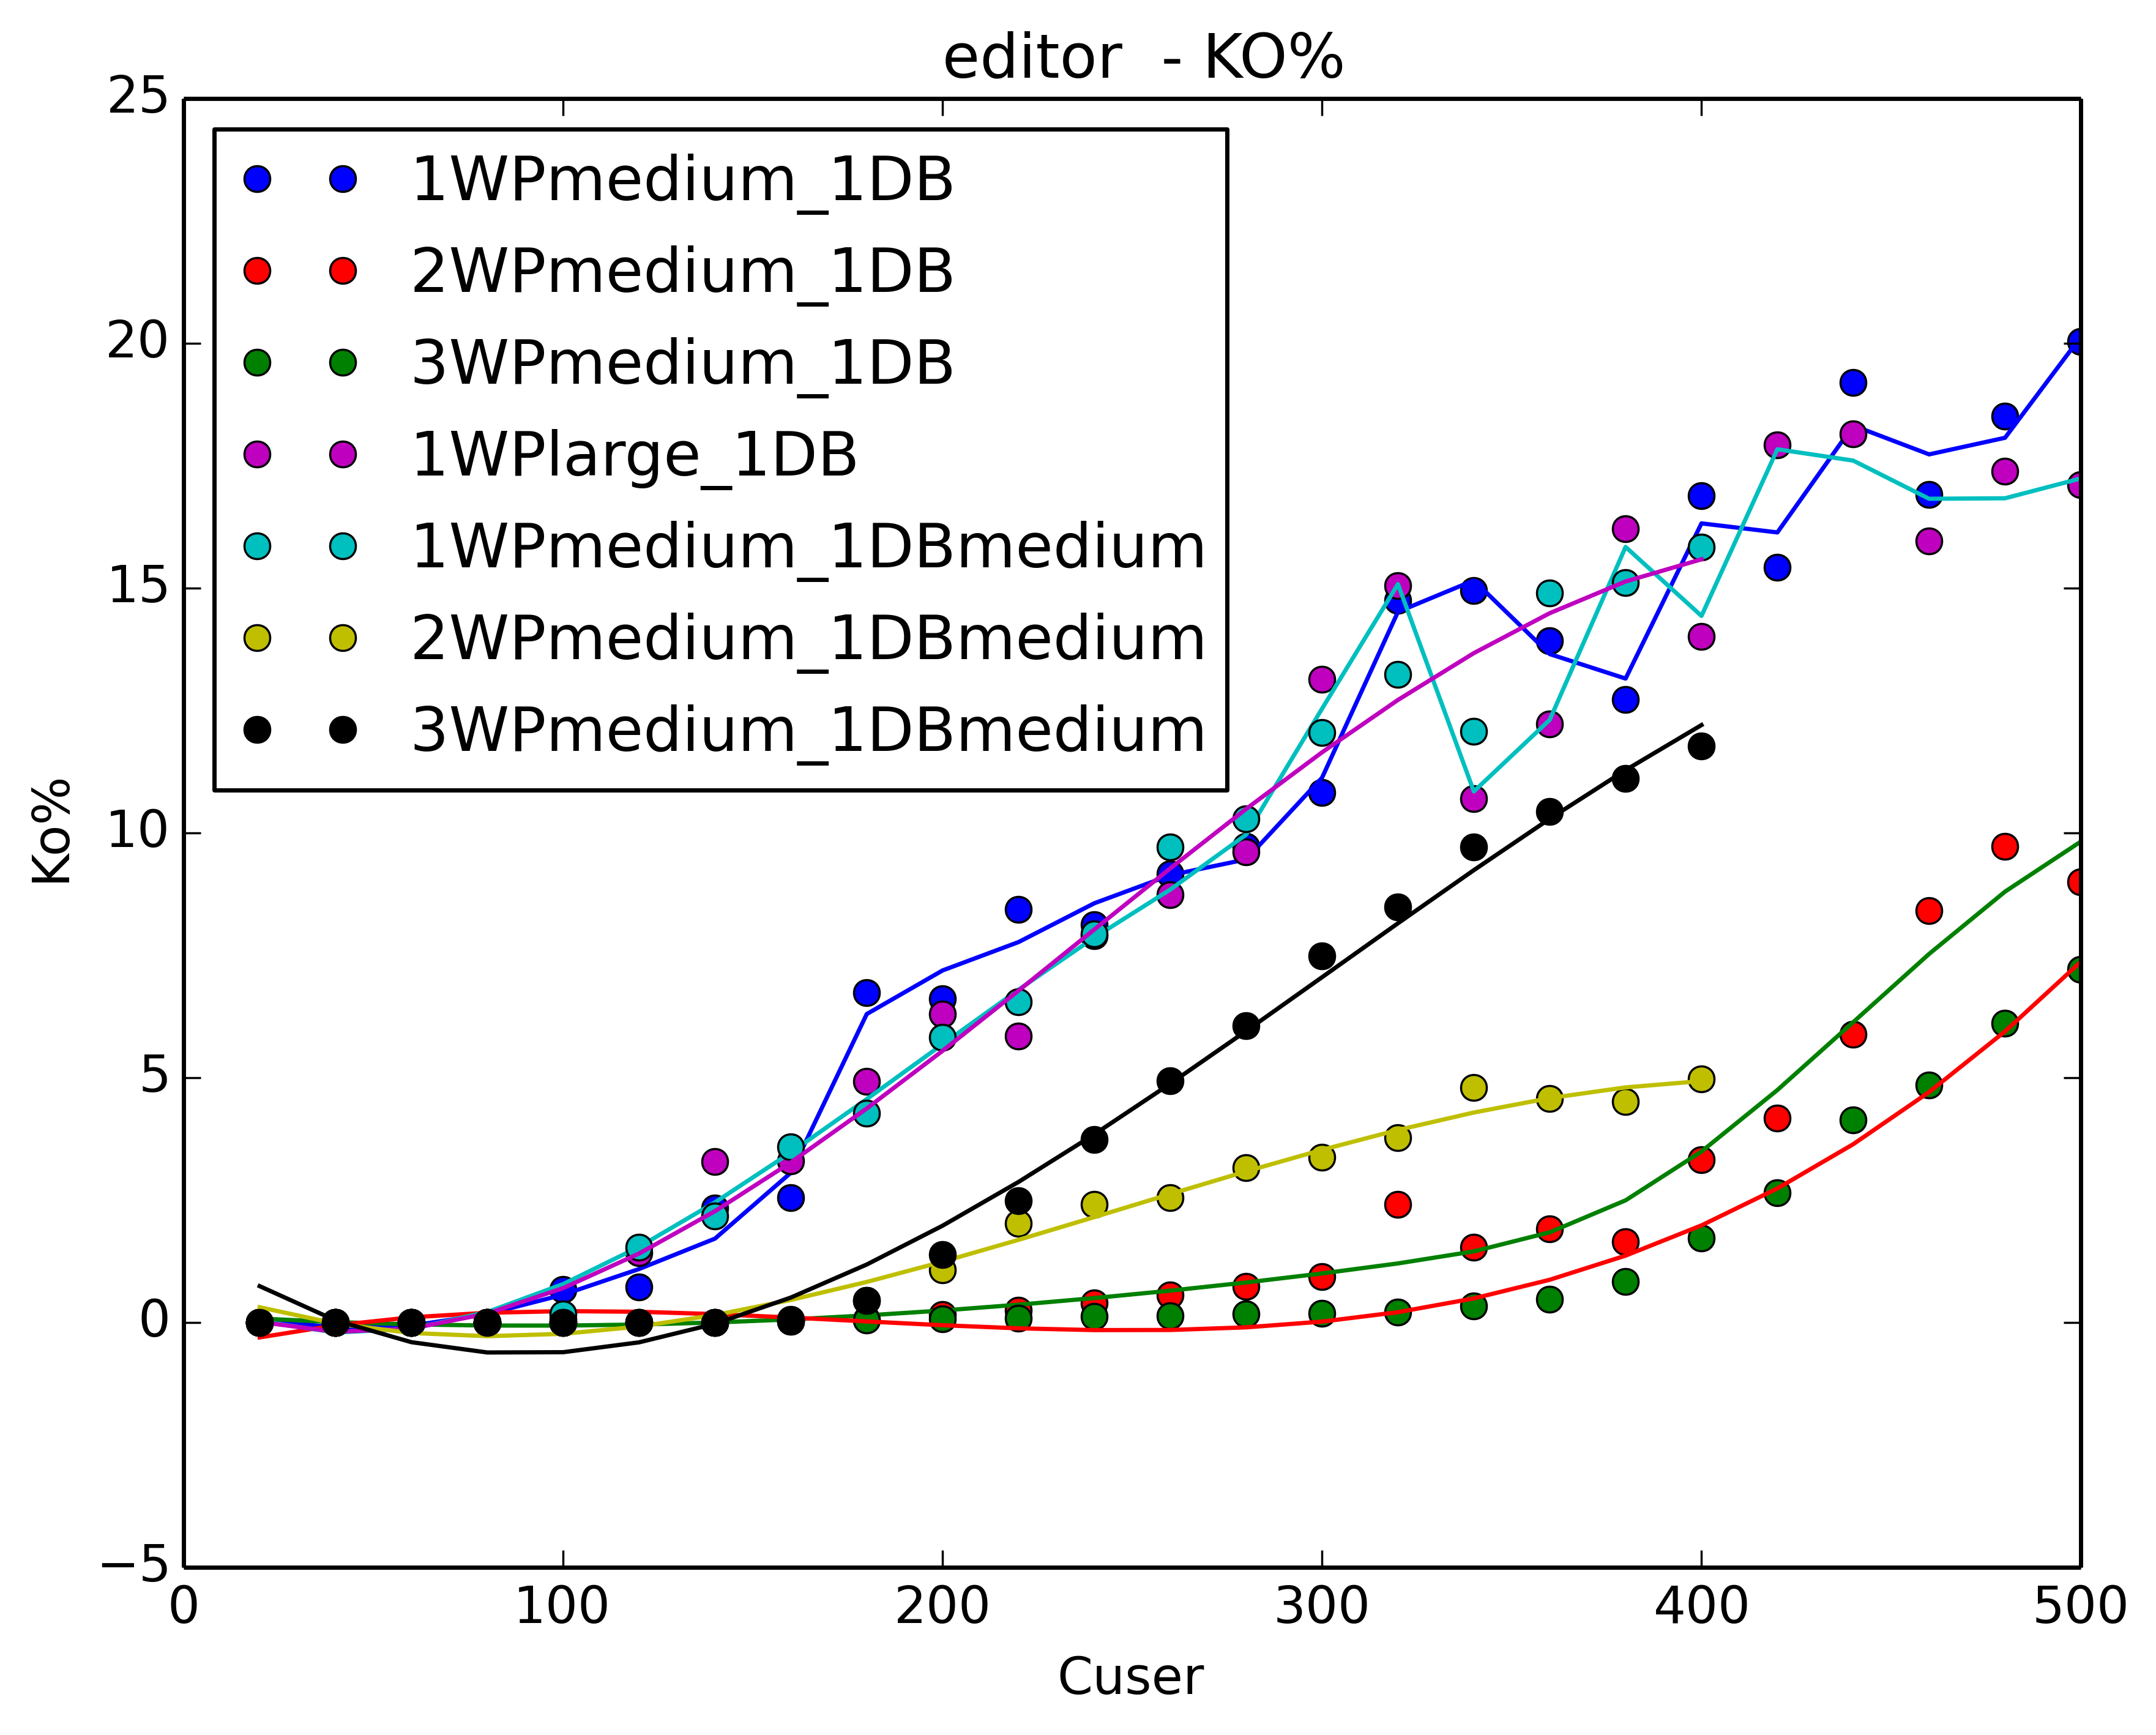 editor - KO%
25
20
15
10
5
0
−5
Ko%
1WPmedium_1DB
2WPmedium_1DB
3WPmedium_1DB
1WPlarge_1DB
1WPmedium_1DBmedium
2WPmedium_1DBmedium
3WPmedium_1DBmedium
0 100 200 300 400 500
Cuser